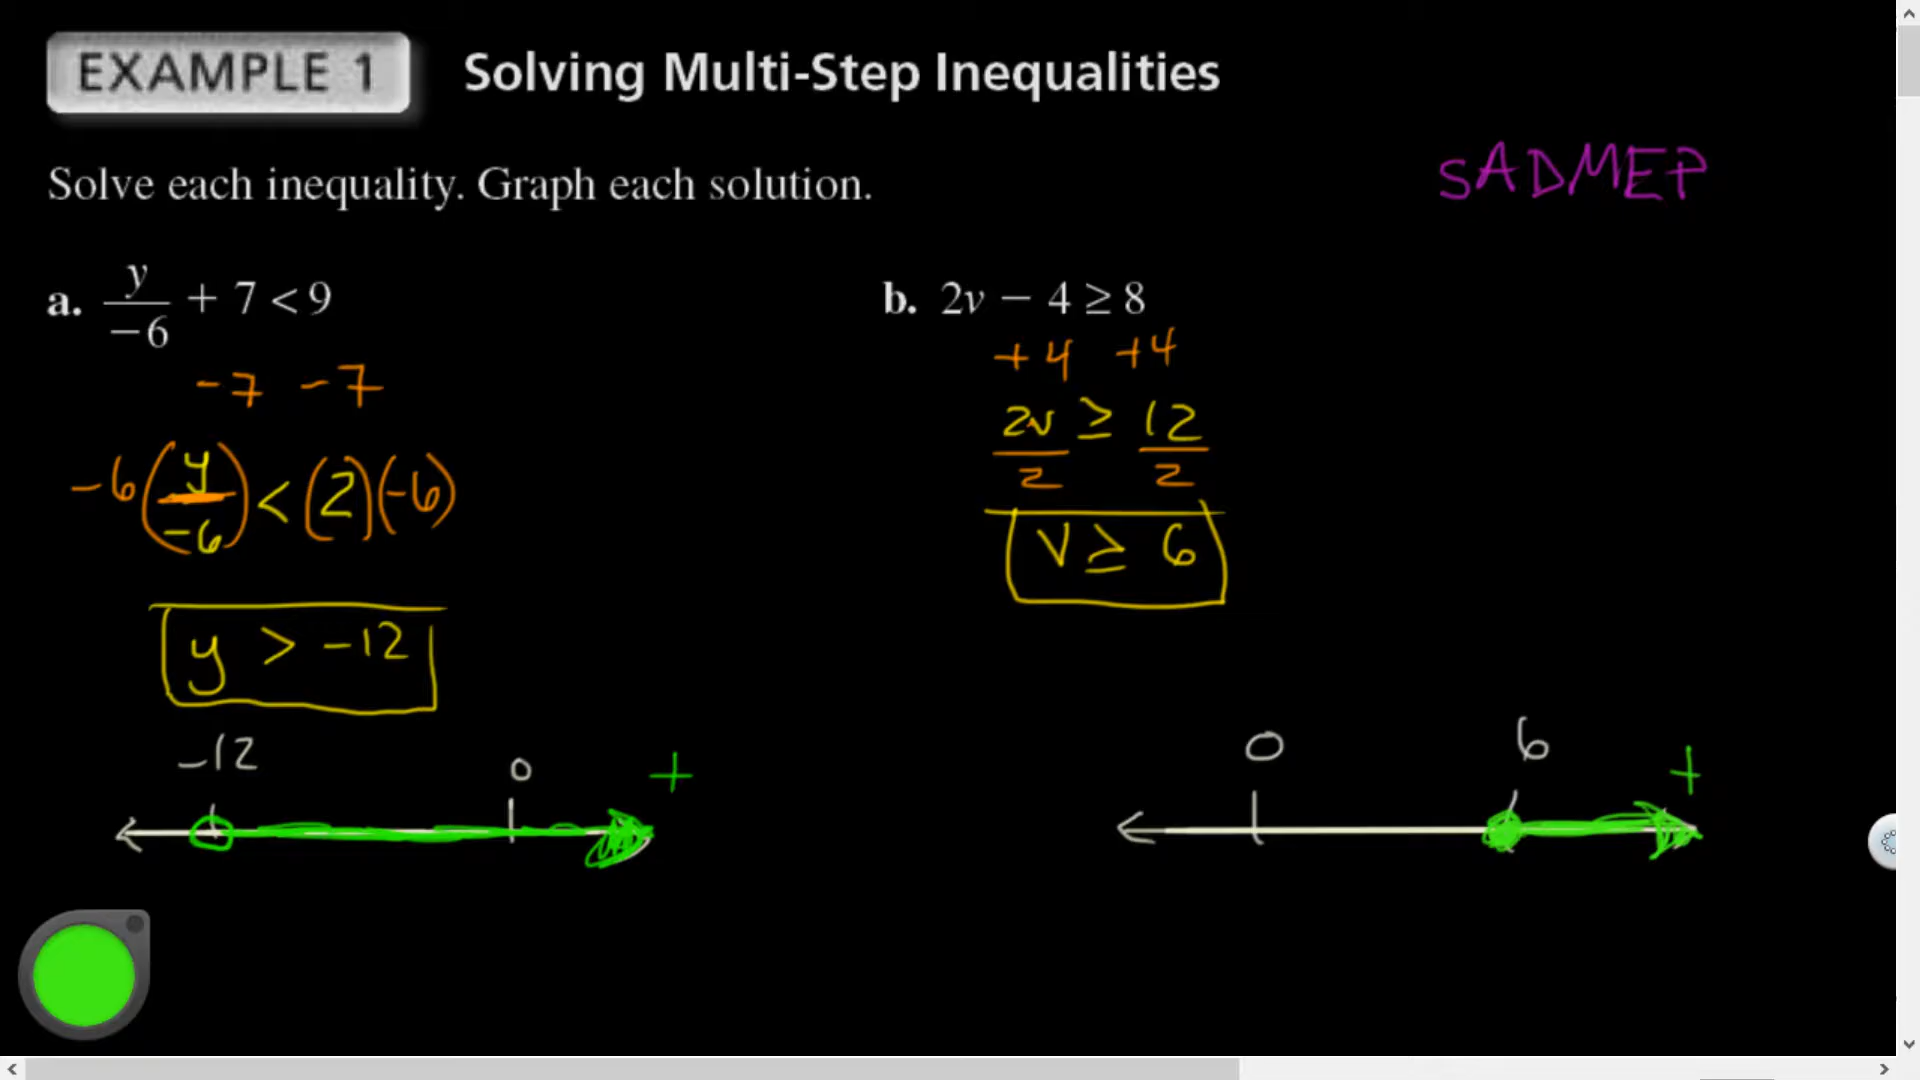 EXAMPLE 1 Solving Multi-Step Inequalities
SADMEP
Solve each inequality. Graph each solution.
a. y/−6 + 7 < 9
−7 −7
−6(y/−6) < (2)(−6)
y > −12
−12 0 +
b. 2v − 4 ≥ 8
+4 +4
2v/2 ≥ 12/2
v ≥ 6
0 6 +